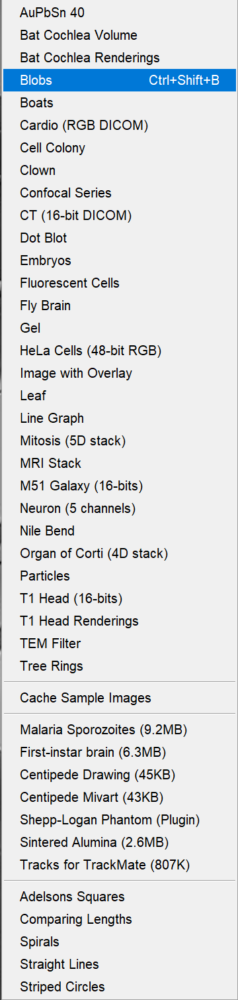 AuPbSn 40
Bat Cochlea Volume
Bat Cochlea Renderings
Blobs Ctrl+Shift+B
Boats
Cardio (RGB DICOM)
Cell Colony
Clown
Confocal Series
CT (16-bit DICOM)
Dot Blot
Embryos
Fluorescent Cells
Fly Brain
Gel
HeLa Cells (48-bit RGB)
Image with Overlay
Leaf
Line Graph
Mitosis (5D stack)
MRI Stack
M51 Galaxy (16-bits)
Neuron (5 channels)
Nile Bend
Organ of Corti (4D stack)
Particles
T1 Head (16-bits)
T1 Head Renderings
TEM Filter
Tree Rings
Cache Sample Images
Malaria Sporozoites (9.2MB)
First-instar brain (6.3MB)
Centipede Drawing (45KB)
Centipede Mivart (43KB)
Shepp-Logan Phantom (Plugin)
Sintered Alumina (2.6MB)
Tracks for TrackMate (807K)
Adelsons Squares
Comparing Lengths
Spirals
Straight Lines
Striped Circles